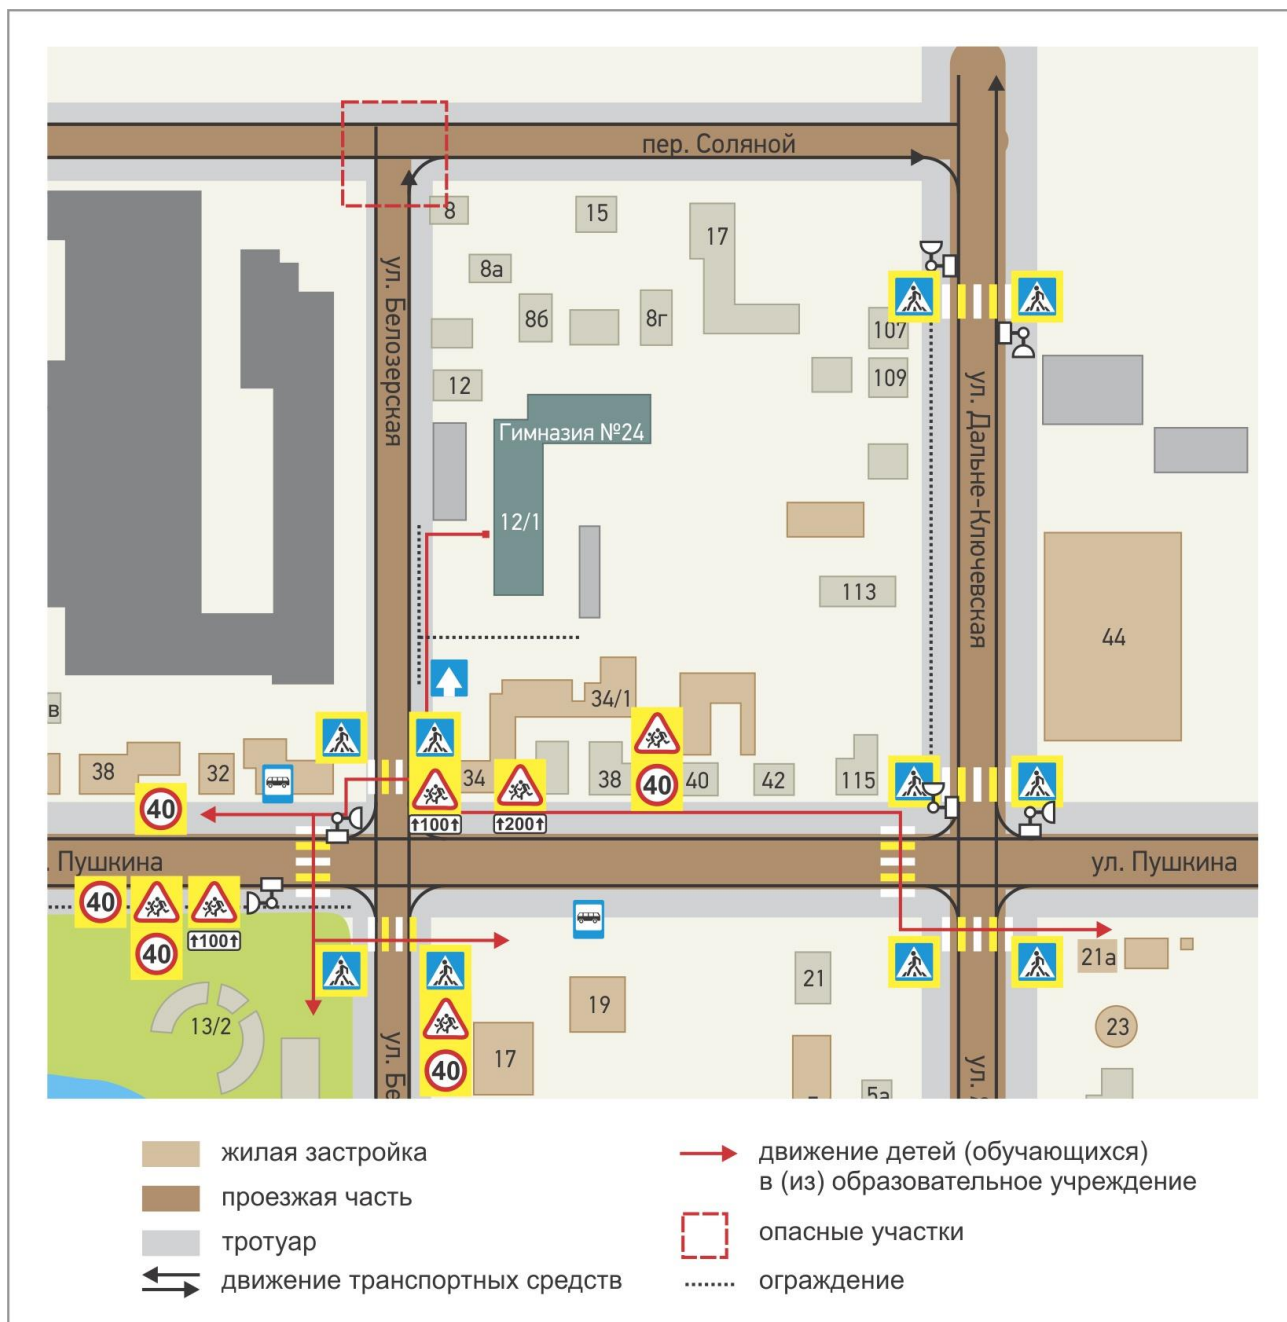 пер. Соляной
8
15
17
8а
ул. Белозерская
8б
8г
107
12
109
ул. Дальне-Ключевская
Гимназия №24
12/1
113
44
34/1
в
38
32
34
38
40
40
42
115
40
↑100↑
↑200↑
. Пушкина
ул. Пушкина
40
↑100↑
40
21
21а
19
13/2
23
17
40
ул. Бе
ул.
5а
жилая застройка
проезжая часть
тротуар
движение транспортных средств
движение детей (обучающихся)
в (из) образовательное учреждение
опасные участки
ограждение